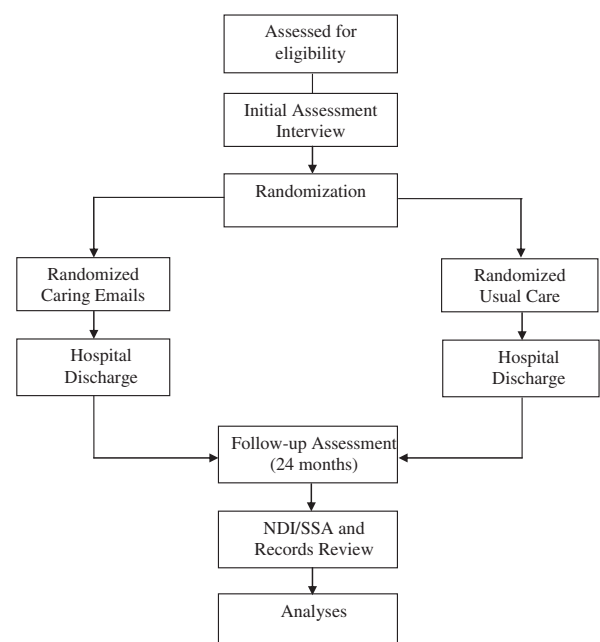 Assessed for
eligibility
Initial Assessment
Interview
Randomization
Randomized
Caring Emails
Randomized
Usual Care
Hospital
Discharge
Hospital
Discharge
Follow-up Assessment
(24 months)
NDI/SSA and
Records Review
Analyses